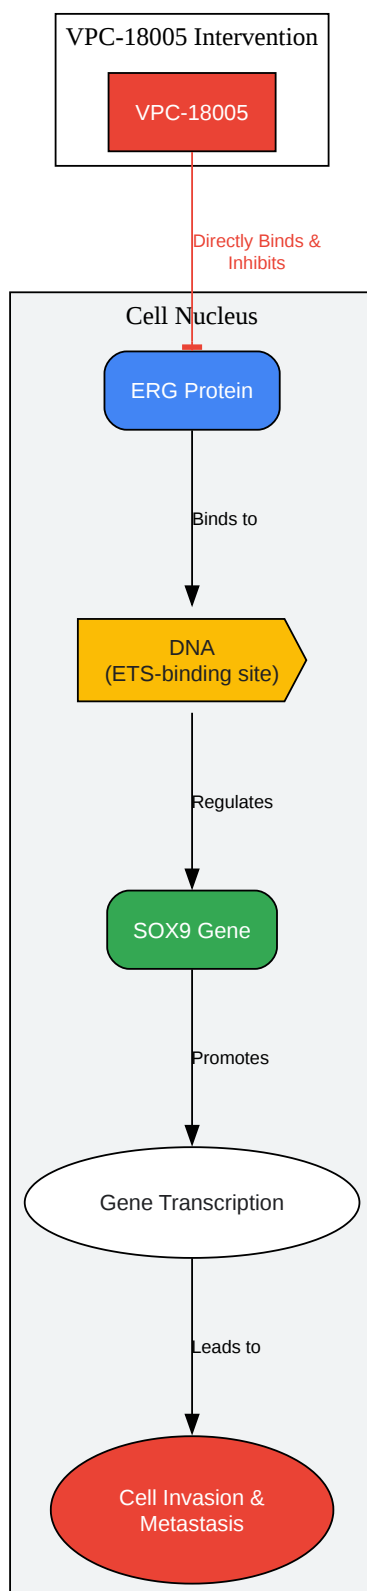 VPC-18005 Intervention
VPC-18005
Directly Binds &
Inhibits
Cell Nucleus
ERG Protein
Binds to
DNA
(ETS-binding site)
Regulates
SOX9 Gene
Promotes
Gene Transcription
Leads to
Cell Invasion &
Metastasis